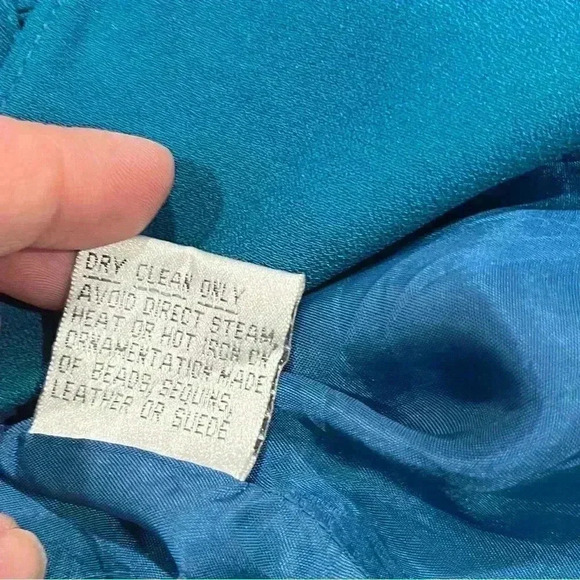 DRY CLEAN ONLY
AVOID DIRECT STEAM,
HEAT OR HOT IRON ON
ORNAMENTATION MADE
OF BEADS, SEQUINS,
LEATHER OR SUEDE